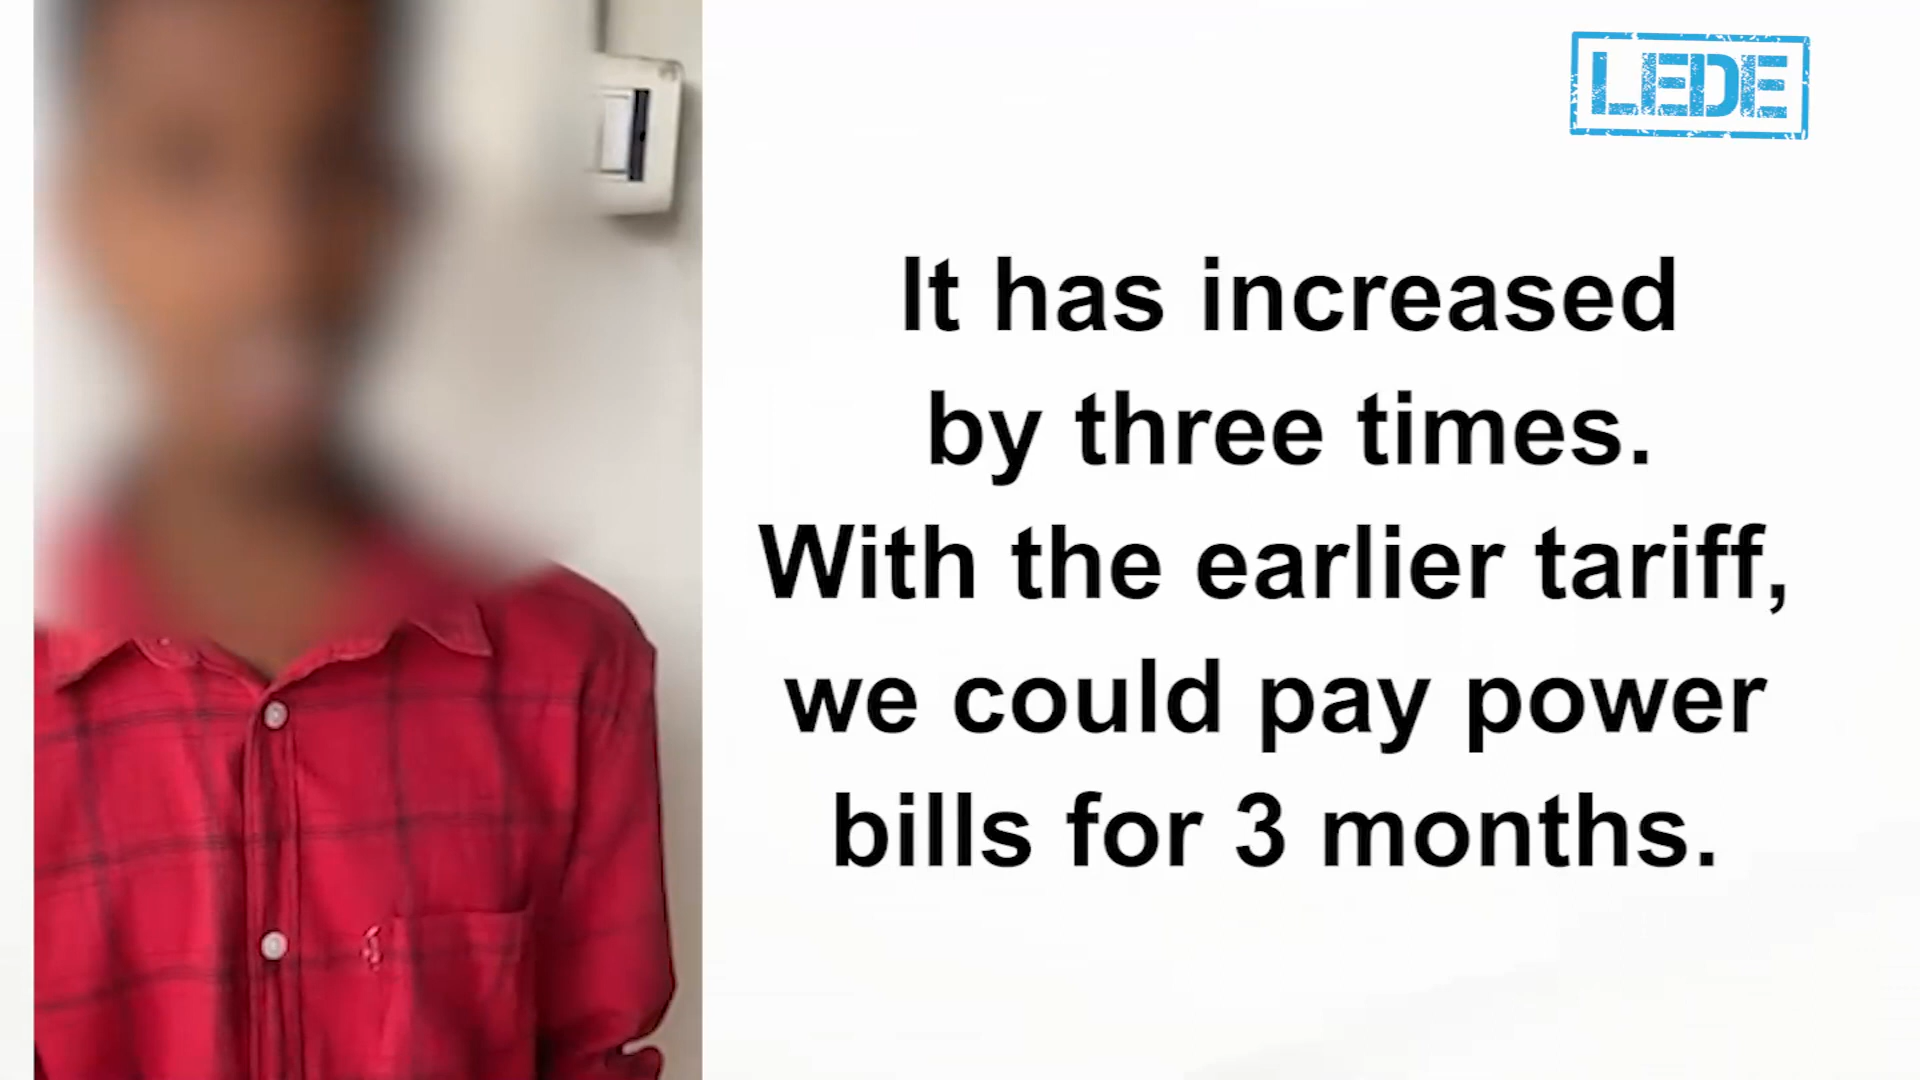 LEDE
It has increased
by three times.
With the earlier tariff,
we could pay power
bills for 3 months.